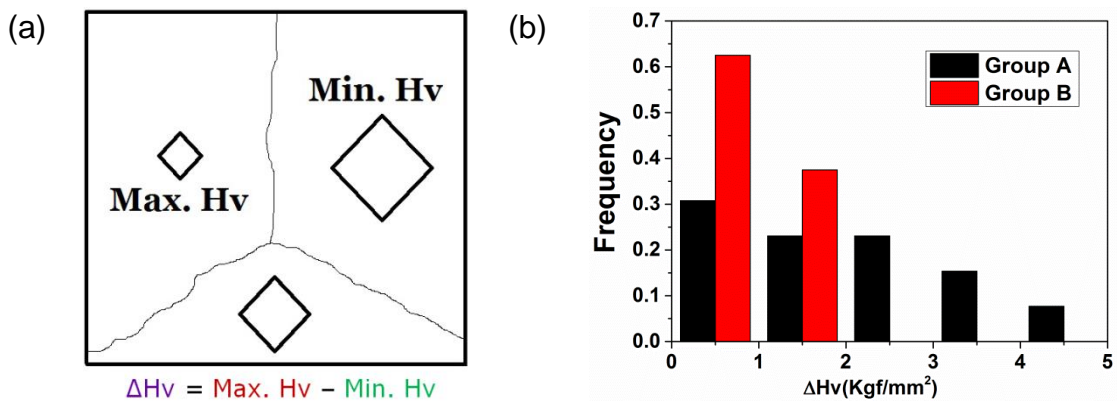 (a)
Min. Hv
Max. Hv
ΔHv = Max. Hv – Min. Hv
(b)
0.7
0.6
0.5
0.4
0.3
0.2
0.1
0.0
Frequency
Group A
Group B
0 1 2 3 4 5
ΔHv(Kgf/mm²)